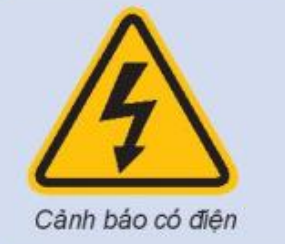 Cảnh báo có điện